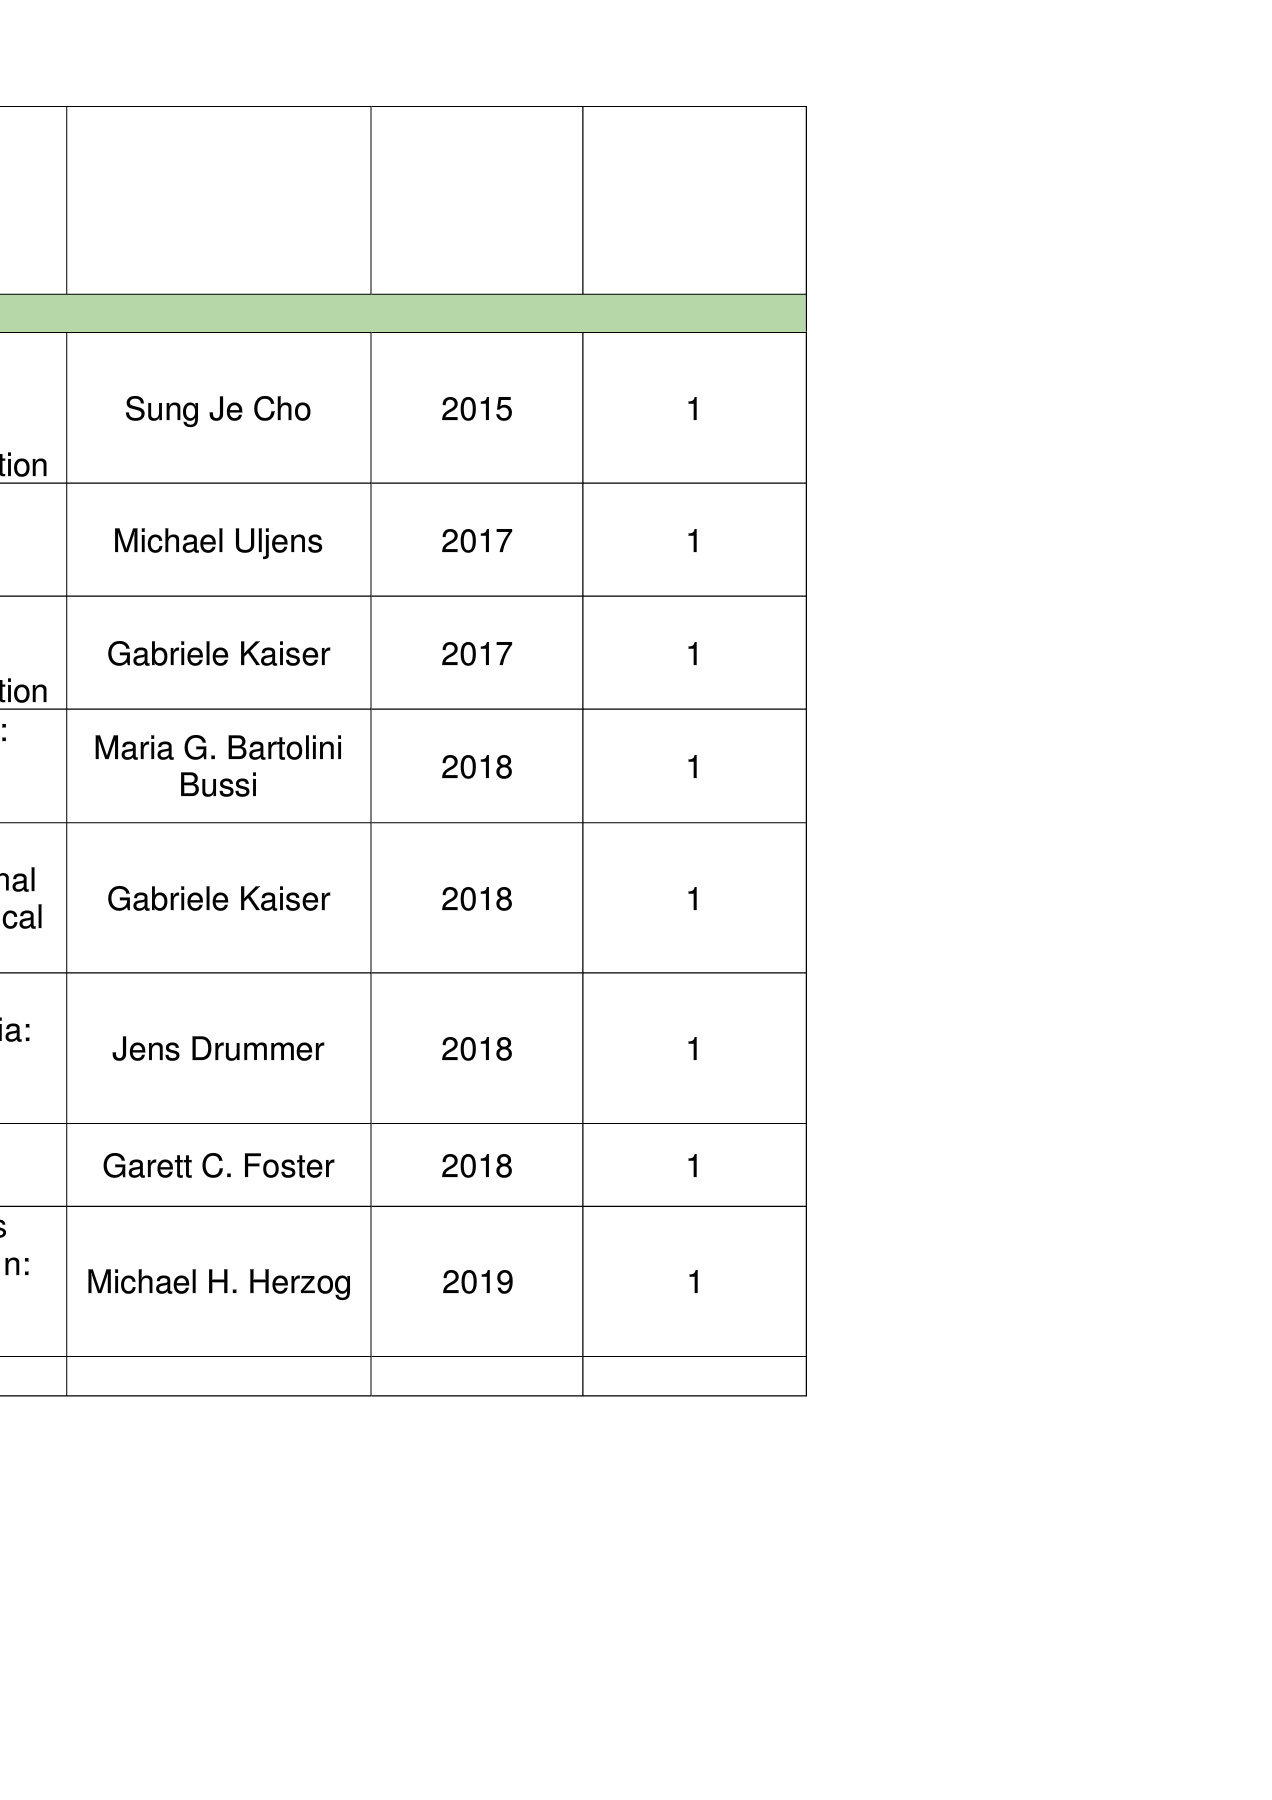 Sung Je Cho 2015 1
tion
Michael Uljens 2017 1
Gabriele Kaiser 2017 1
tion
:
Maria G. Bartolini
Bussi
2018 1
nal
cal
Gabriele Kaiser 2018 1
ia:
Jens Drummer 2018 1
Garett C. Foster 2018 1
s
n:
Michael H. Herzog 2019 1